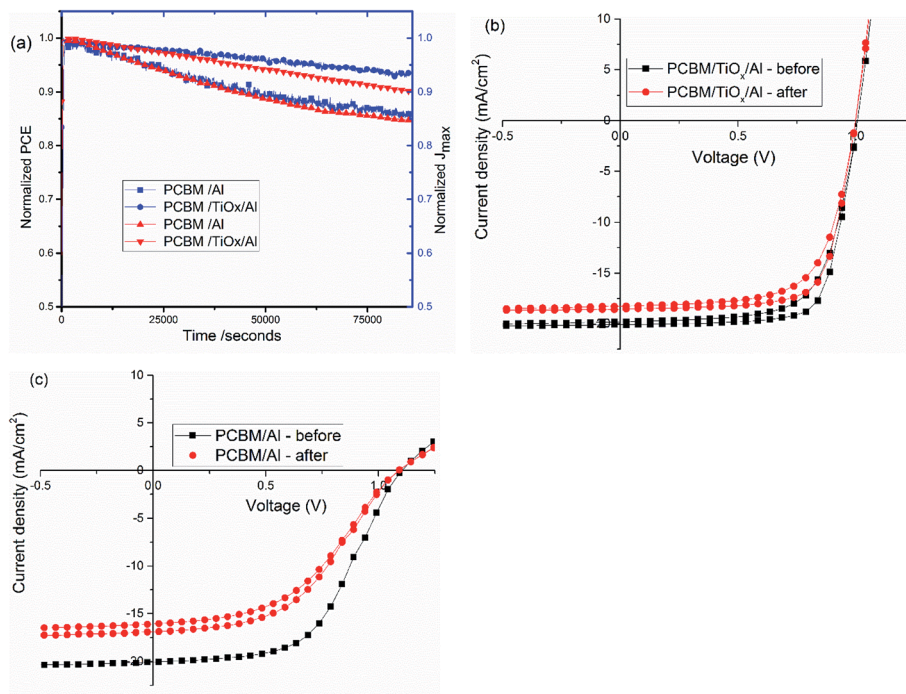 (a)
1.0
0.9
0.8
0.7
0.6
0.5
Normalized PCE
1.0
0.9
0.8
0.7
0.6
0.5
Normalized Jmax
PCBM /Al
PCBM /TiOx/Al
PCBM /Al
PCBM /TiOx/Al
0
25000
50000
75000
Time /seconds
(b)
10
5
0
-5
-10
-15
Current density (mA/cm²)
PCBM/TiOx/Al - before
PCBM/TiOx/Al - after
-0.5
0.0
0.5
1.0
Voltage (V)
(c)
10
5
0
-5
-10
-15
-20
Current density (mA/cm²)
PCBM/Al - before
PCBM/Al - after
-0.5
0.0
0.5
1.0
Voltage (V)